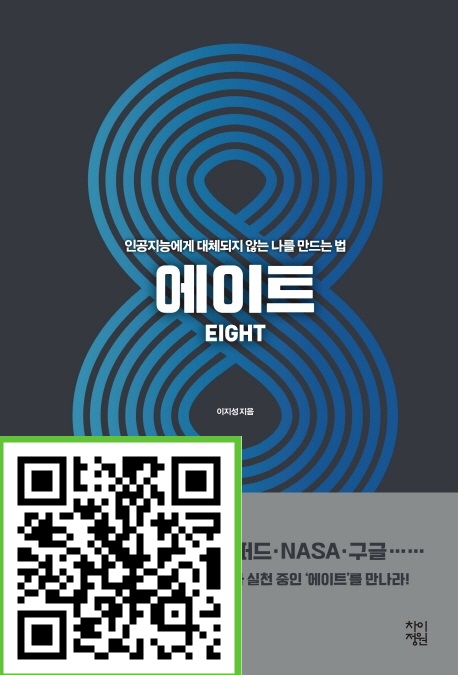 인공지능에게 대체되지 않는 나를 만드는 법
에이트
EIGHT
이지성 지음
퍼드·NASA·구글……
실천 중인 '에이트'를 만나라!
차이
정원